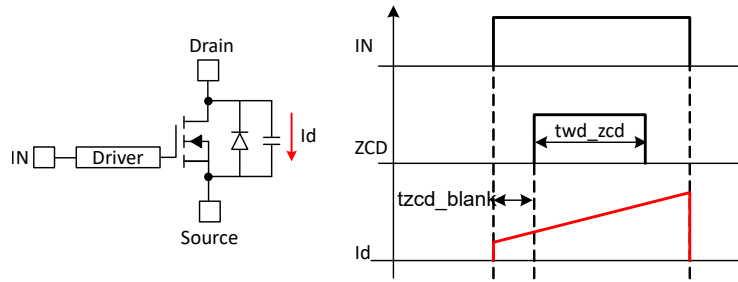 Drain
IN
Driver
Id
Source
IN
ZCD
twd_zcd
tzcd_blank
Id